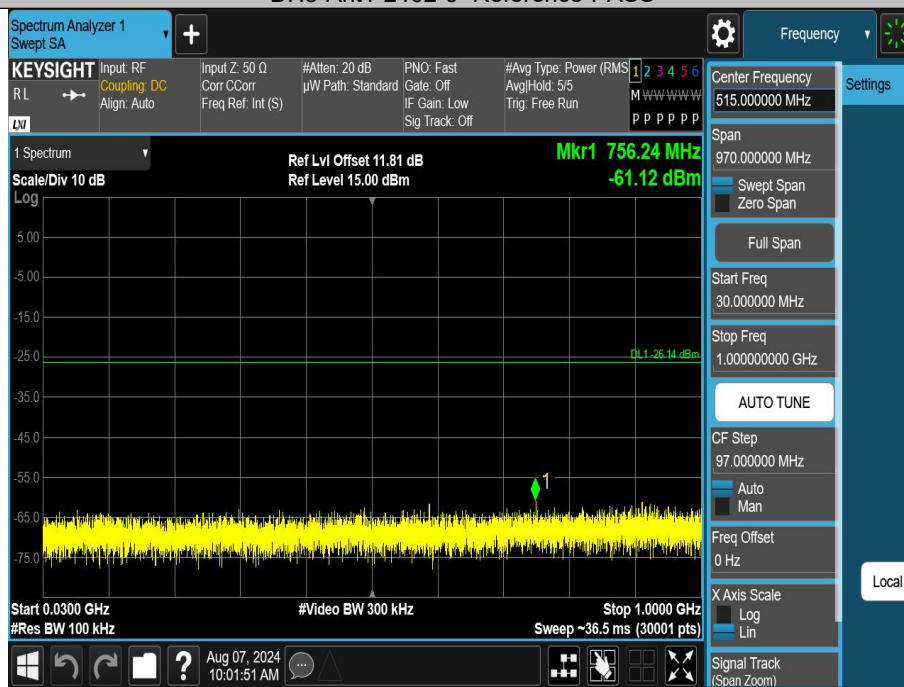 Spectrum Analyzer 1
Swept SA
Frequency
KEYSIGHT
RL
LXI
Input: RF
Coupling: DC
Align: Auto
Input Z: 50 Ω
Corr CCorr
Freq Ref: Int (S)
#Atten: 20 dB
µW Path: Standard
PNO: Fast
Gate: Off
IF Gain: Low
Sig Track: Off
#Avg Type: Power (RMS
Avg|Hold: 5/5
Trig: Free Run
1 2 3 4 5 6
M W W W W W
P P P P P P
Center Frequency
515.000000 MHz
Settings
Span
970.000000 MHz
Swept Span
Zero Span
Full Span
Start Freq
30.000000 MHz
Stop Freq
1.000000000 GHz
AUTO TUNE
CF Step
97.000000 MHz
Auto
Man
Freq Offset
0 Hz
X Axis Scale
Log
Lin
Signal Track
(Span Zoom)
Local
1 Spectrum
Scale/Div 10 dB
Log
Ref Lvl Offset 11.81 dB
Ref Level 15.00 dBm
Mkr1 756.24 MHz
-61.12 dBm
5.00
-5.00
-15.0
-25.0
DL1 -26.14 dBm
-35.0
-45.0
-55.0
1
-65.0
-75.0
Start 0.0300 GHz
#Video BW 300 kHz
Stop 1.0000 GHz
#Res BW 100 kHz
Sweep ~36.5 ms (30001 pts)
Aug 07, 2024
10:01:51 AM